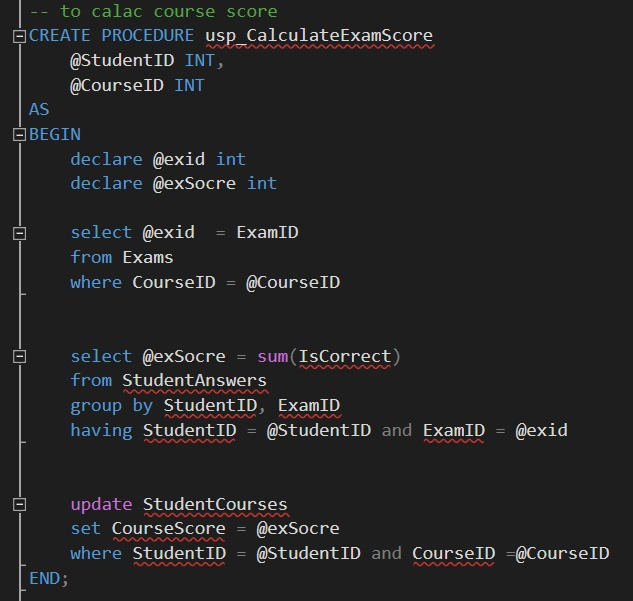 -- to calac course score
CREATE PROCEDURE usp_CalculateExamScore
@StudentID INT,
@CourseID INT
AS
BEGIN
declare @exid int
declare @exSocre int
select @exid  = ExamID
from Exams
where CourseID = @CourseID
select @exSocre = sum(IsCorrect)
from StudentAnswers
group by StudentID, ExamID
having StudentID = @StudentID and ExamID = @exid
update StudentCourses
set CourseScore = @exSocre
where StudentID = @StudentID and CourseID =@CourseID
END;